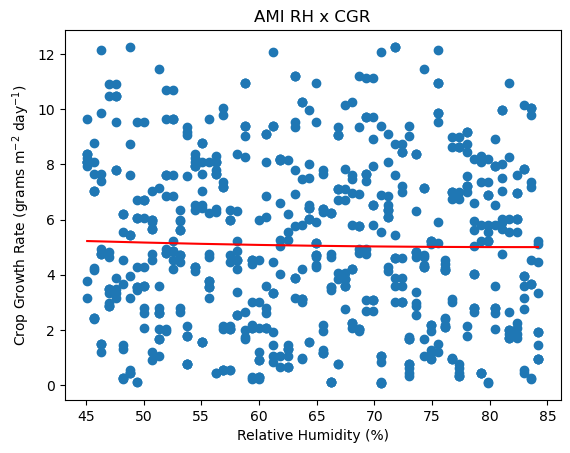 AMI RH x CGR
Crop Growth Rate (grams m⁻² day⁻¹)
12
10
8
6
4
2
0
45 50 55 60 65 70 75 80 85
Relative Humidity (%)